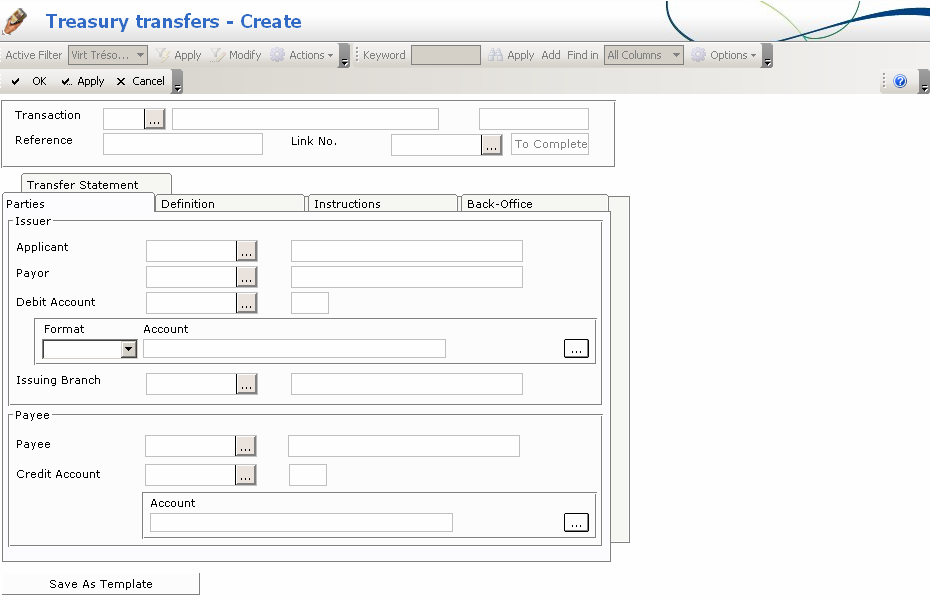 Treasury transfers - Create
Active Filter Virt Tréso... Apply Modify Actions Keyword Apply Add Find in All Columns Options
OK Apply Cancel
Transaction ...
Reference Link No. ... To Complete
Transfer Statement
Parties Definition Instructions Back-Office
Issuer
Applicant ...
Payor ...
Debit Account ...
Format Account
...
Issuing Branch ...
Payee
Payee ...
Credit Account ...
Account
...
Save As Template